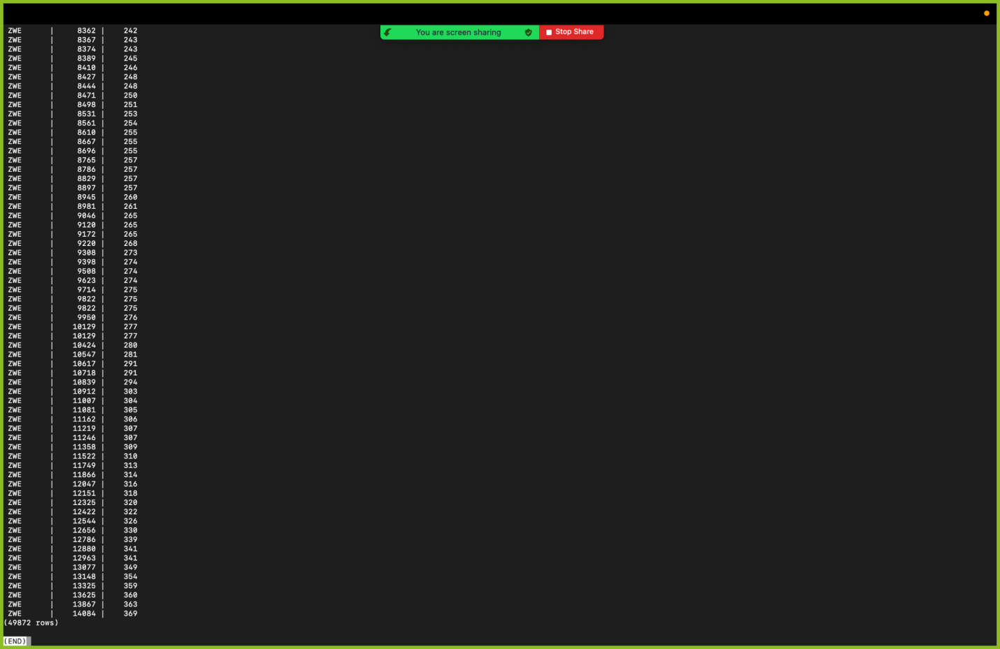 You are screen sharing Stop Share
ZWE | 8362 | 242
ZWE | 8367 | 243
ZWE | 8374 | 243
ZWE | 8389 | 245
ZWE | 8410 | 246
ZWE | 8427 | 248
ZWE | 8444 | 248
ZWE | 8471 | 250
ZWE | 8498 | 251
ZWE | 8531 | 253
ZWE | 8561 | 254
ZWE | 8610 | 255
ZWE | 8667 | 255
ZWE | 8696 | 255
ZWE | 8765 | 257
ZWE | 8786 | 257
ZWE | 8829 | 257
ZWE | 8897 | 257
ZWE | 8945 | 260
ZWE | 8981 | 261
ZWE | 9046 | 265
ZWE | 9120 | 265
ZWE | 9172 | 265
ZWE | 9220 | 268
ZWE | 9308 | 273
ZWE | 9398 | 274
ZWE | 9508 | 274
ZWE | 9623 | 274
ZWE | 9714 | 275
ZWE | 9822 | 275
ZWE | 9822 | 275
ZWE | 9950 | 276
ZWE | 10129 | 277
ZWE | 10129 | 277
ZWE | 10424 | 280
ZWE | 10547 | 281
ZWE | 10617 | 291
ZWE | 10718 | 291
ZWE | 10839 | 294
ZWE | 10912 | 303
ZWE | 11007 | 304
ZWE | 11081 | 305
ZWE | 11162 | 306
ZWE | 11219 | 307
ZWE | 11246 | 307
ZWE | 11358 | 309
ZWE | 11522 | 310
ZWE | 11749 | 313
ZWE | 11866 | 314
ZWE | 12047 | 316
ZWE | 12151 | 318
ZWE | 12325 | 320
ZWE | 12422 | 322
ZWE | 12544 | 326
ZWE | 12656 | 330
ZWE | 12786 | 339
ZWE | 12880 | 341
ZWE | 12963 | 341
ZWE | 13077 | 349
ZWE | 13148 | 354
ZWE | 13325 | 359
ZWE | 13625 | 360
ZWE | 13867 | 363
ZWE | 14084 | 369
(49872 rows)
(END)